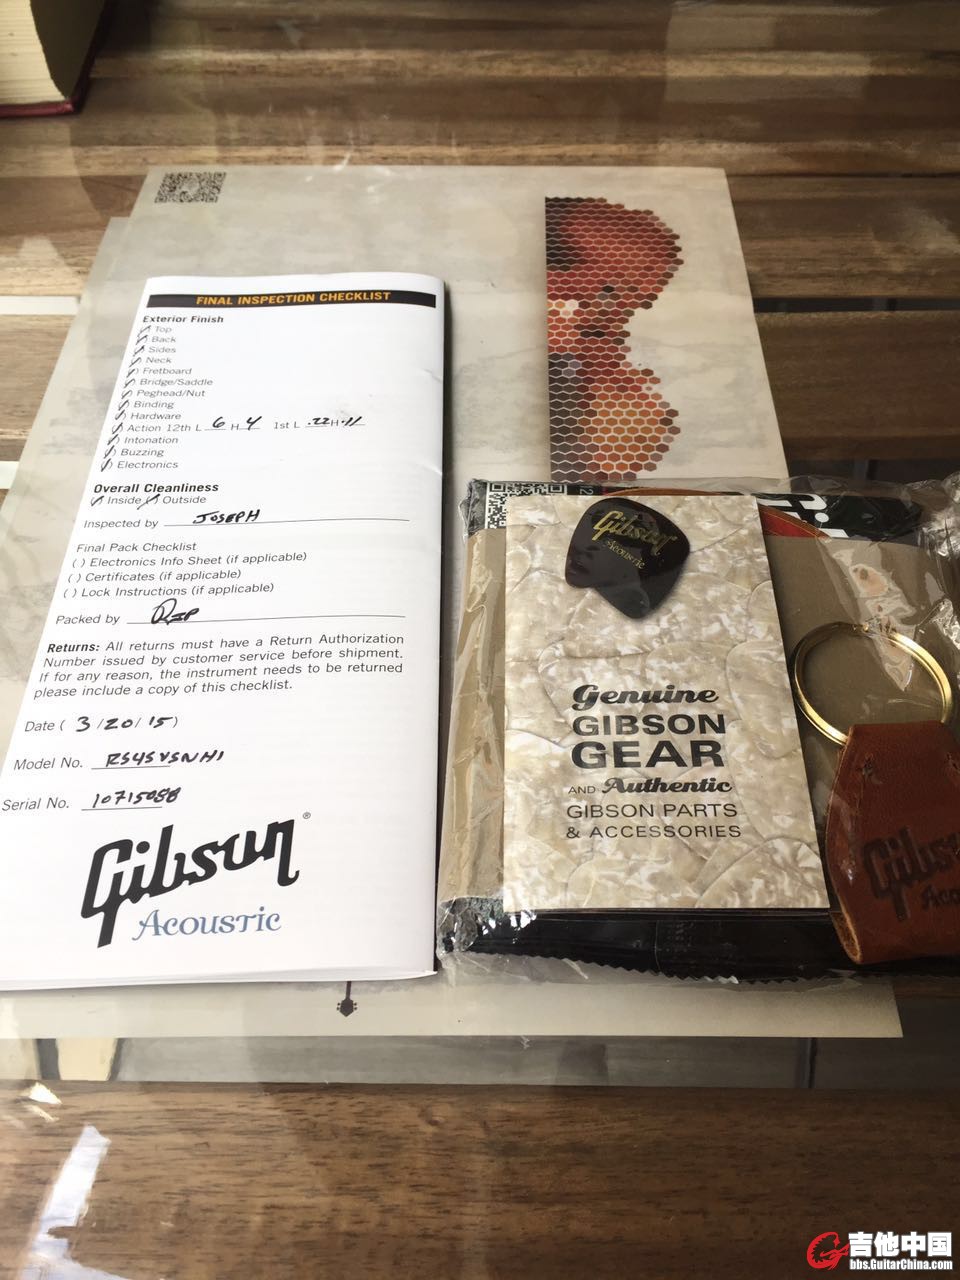 FINAL INSPECTION CHECKLIST
Exterior Finish
Top
Back
Sides
Neck
Fretboard
Bridge/Saddle
Peghead/Nut
Binding
Hardware
Action 12th L 6 H 4 1st L .22 H .11
Intonation
Buzzing
Electronics
Overall Cleanliness
Inside Outside
Inspected by JOSEPH
Final Pack Checklist
( ) Electronics Info Sheet (if applicable)
( ) Certificates (if applicable)
( ) Lock Instructions (if applicable)
Packed by
Returns: All returns must have a Return Authorization
Number issued by customer service before shipment.
If for any reason, the instrument needs to be returned
please include a copy of this checklist.
Date ( 3/20/15)
Model No. RS45VSNH1
Serial No. 10715088
Gibson®
Acoustic
Gibson
Acoustic
Genuine
GIBSON
GEAR
AND Authentic
GIBSON PARTS
& ACCESSORIES
Gibson
吉他中国
bbs.GuitarChina.com